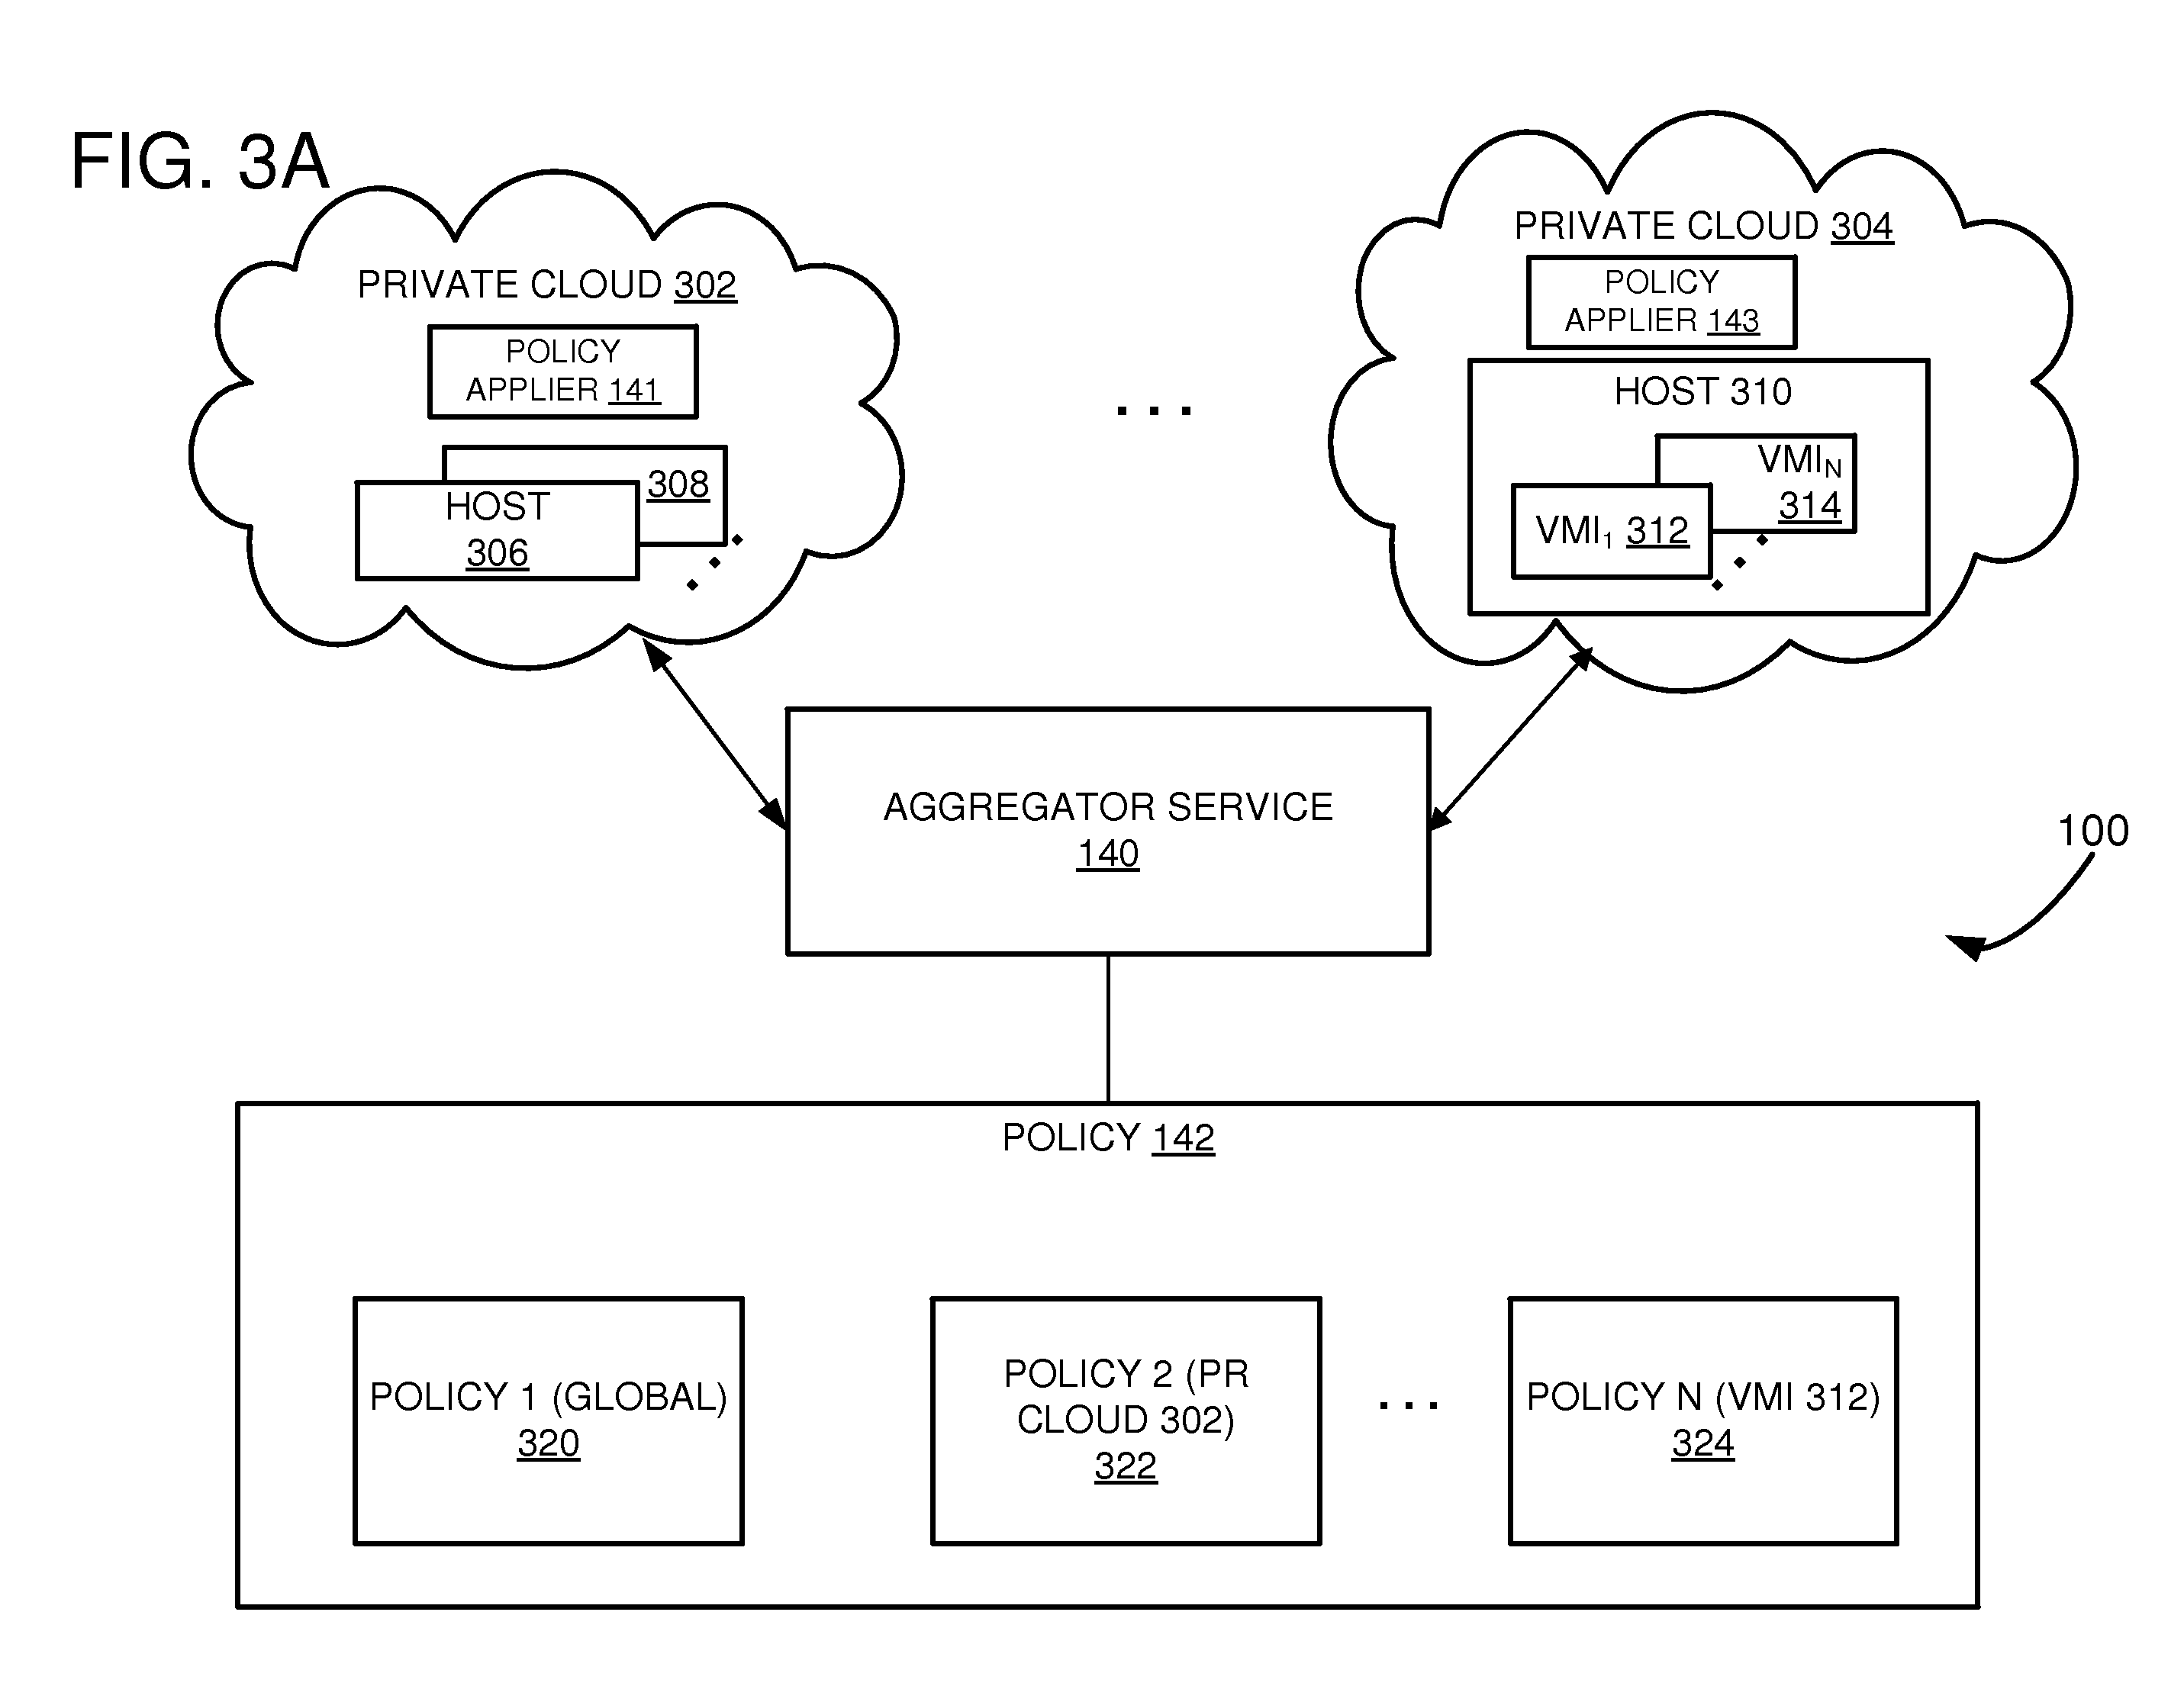 FIG. 3A
PRIVATE CLOUD 302
POLICY
APPLIER 141
308
HOST
306
. . .
PRIVATE CLOUD 304
POLICY
APPLIER 143
HOST 310
VMIN
314
VMI1 312
AGGREGATOR SERVICE
140
100
POLICY 142
POLICY 1 (GLOBAL)
320
POLICY 2 (PR
CLOUD 302)
322
. . .
POLICY N (VMI 312)
324